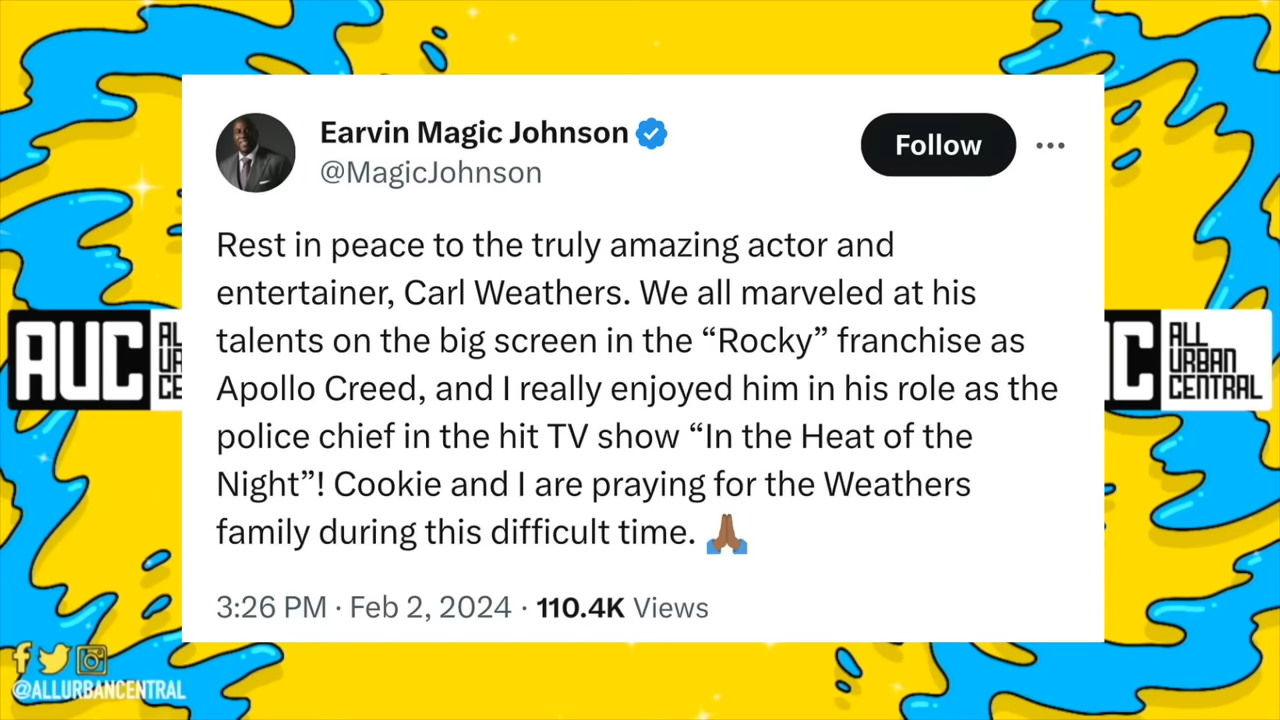 Earvin Magic Johnson
@MagicJohnson
Follow
Rest in peace to the truly amazing actor and
entertainer, Carl Weathers. We all marveled at his
talents on the big screen in the “Rocky” franchise as
Apollo Creed, and I really enjoyed him in his role as the
police chief in the hit TV show “In the Heat of the
Night”! Cookie and I are praying for the Weathers
family during this difficult time. 🙏🏾
3:26 PM · Feb 2, 2024 · 110.4K Views
AUC
AL
UR
CE
C
ALL
URBAN
CENTRAL
@ALLURBANCENTRAL